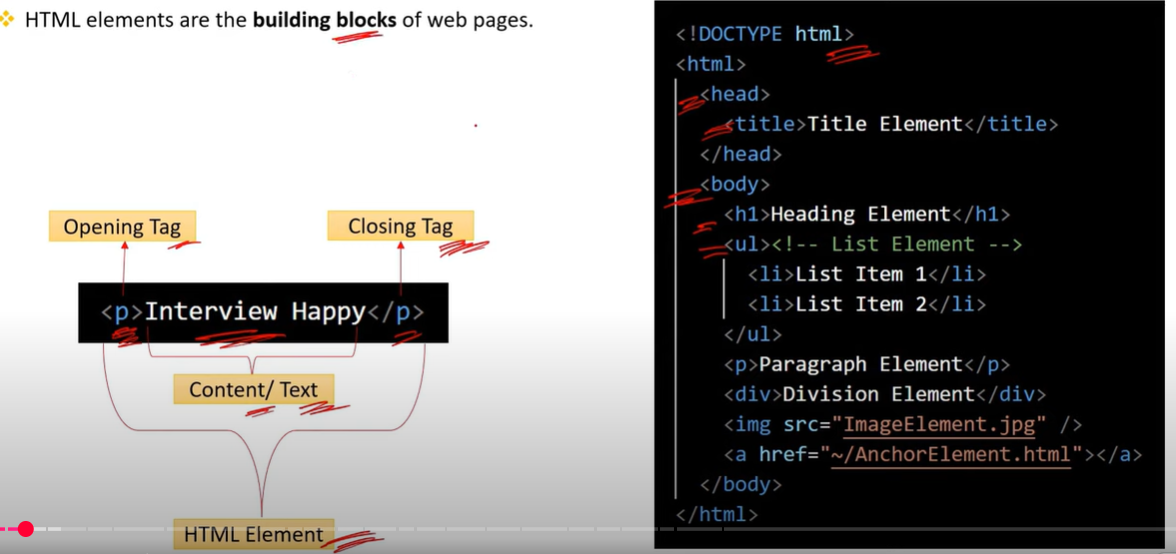 HTML elements are the building blocks of web pages.
Opening Tag
Closing Tag
<p>Interview Happy</p>
Content/ Text
HTML Element
<!DOCTYPE html>
<html>
<head>
<title>Title Element</title>
</head>
<body>
<h1>Heading Element</h1>
<ul><!-- List Element -->
<li>List Item 1</li>
<li>List Item 2</li>
</ul>
<p>Paragraph Element</p>
<div>Division Element</div>
<img src="ImageElement.jpg" />
<a href="~/AnchorElement.html"></a>
</body>
</html>